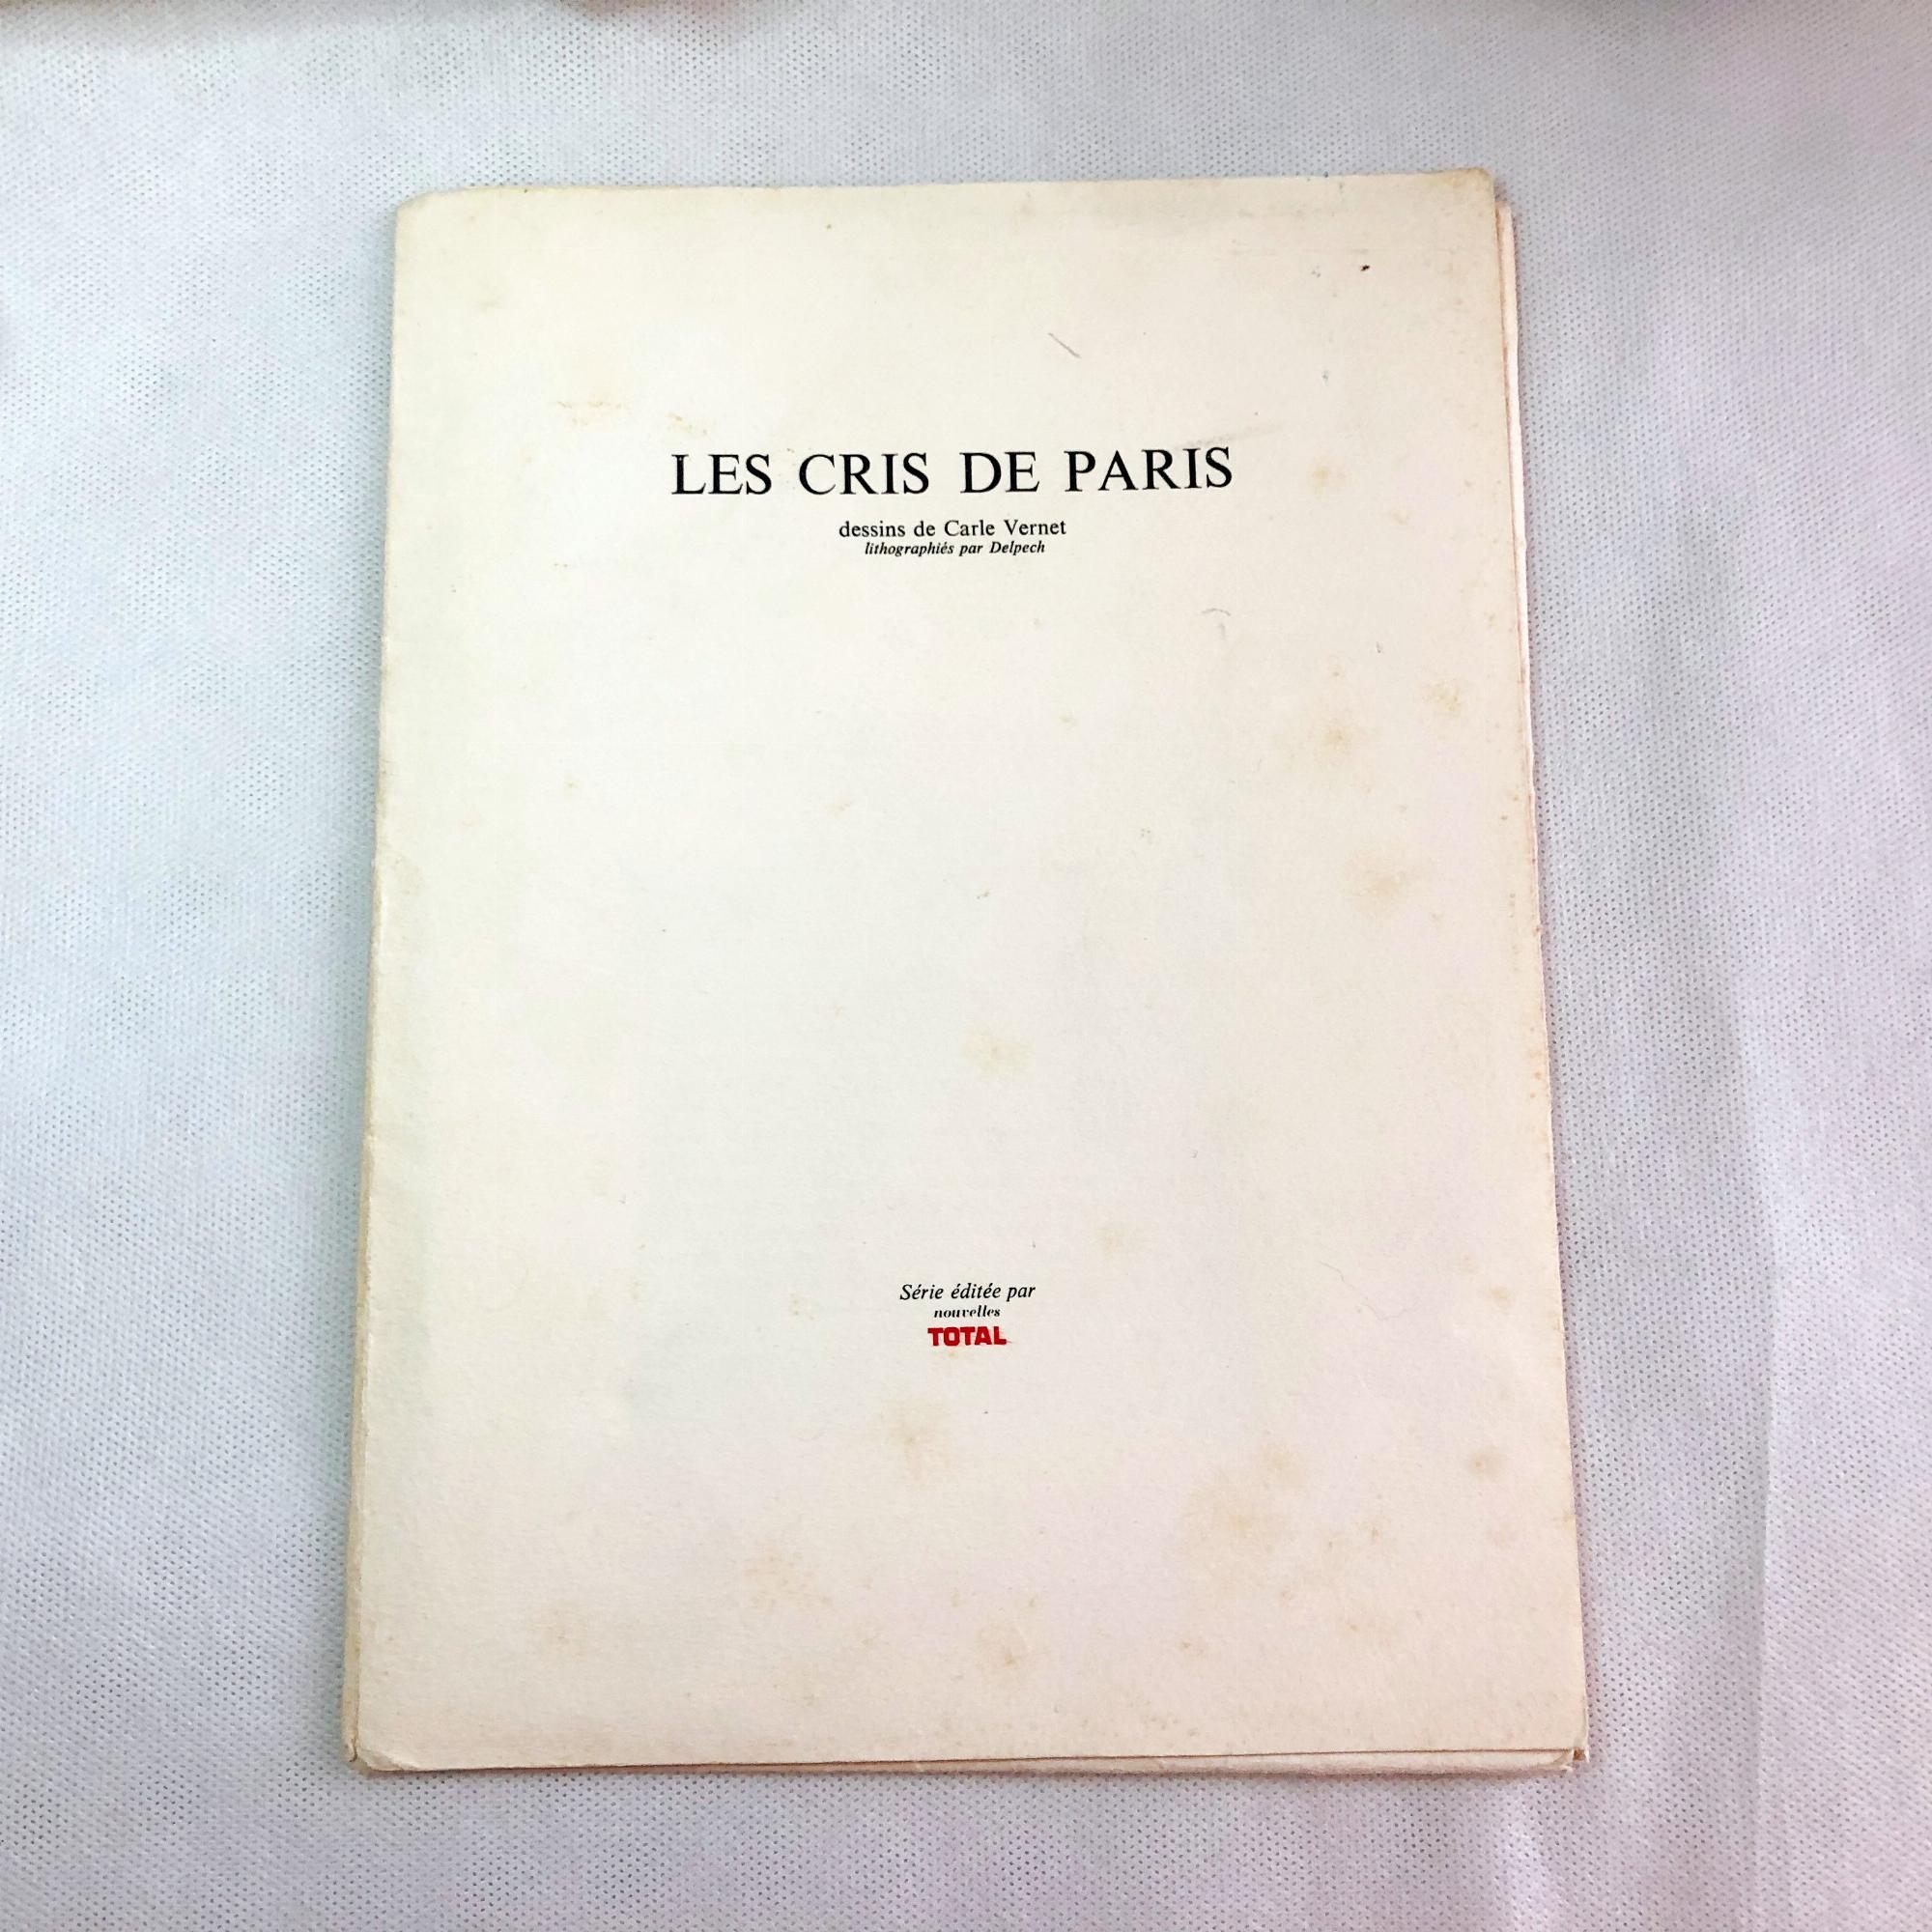 LES CRIS DE PARIS
dessins de Carle Vernet
lithographiés par Delpech
Série éditée par
nouvelles
TOTAL